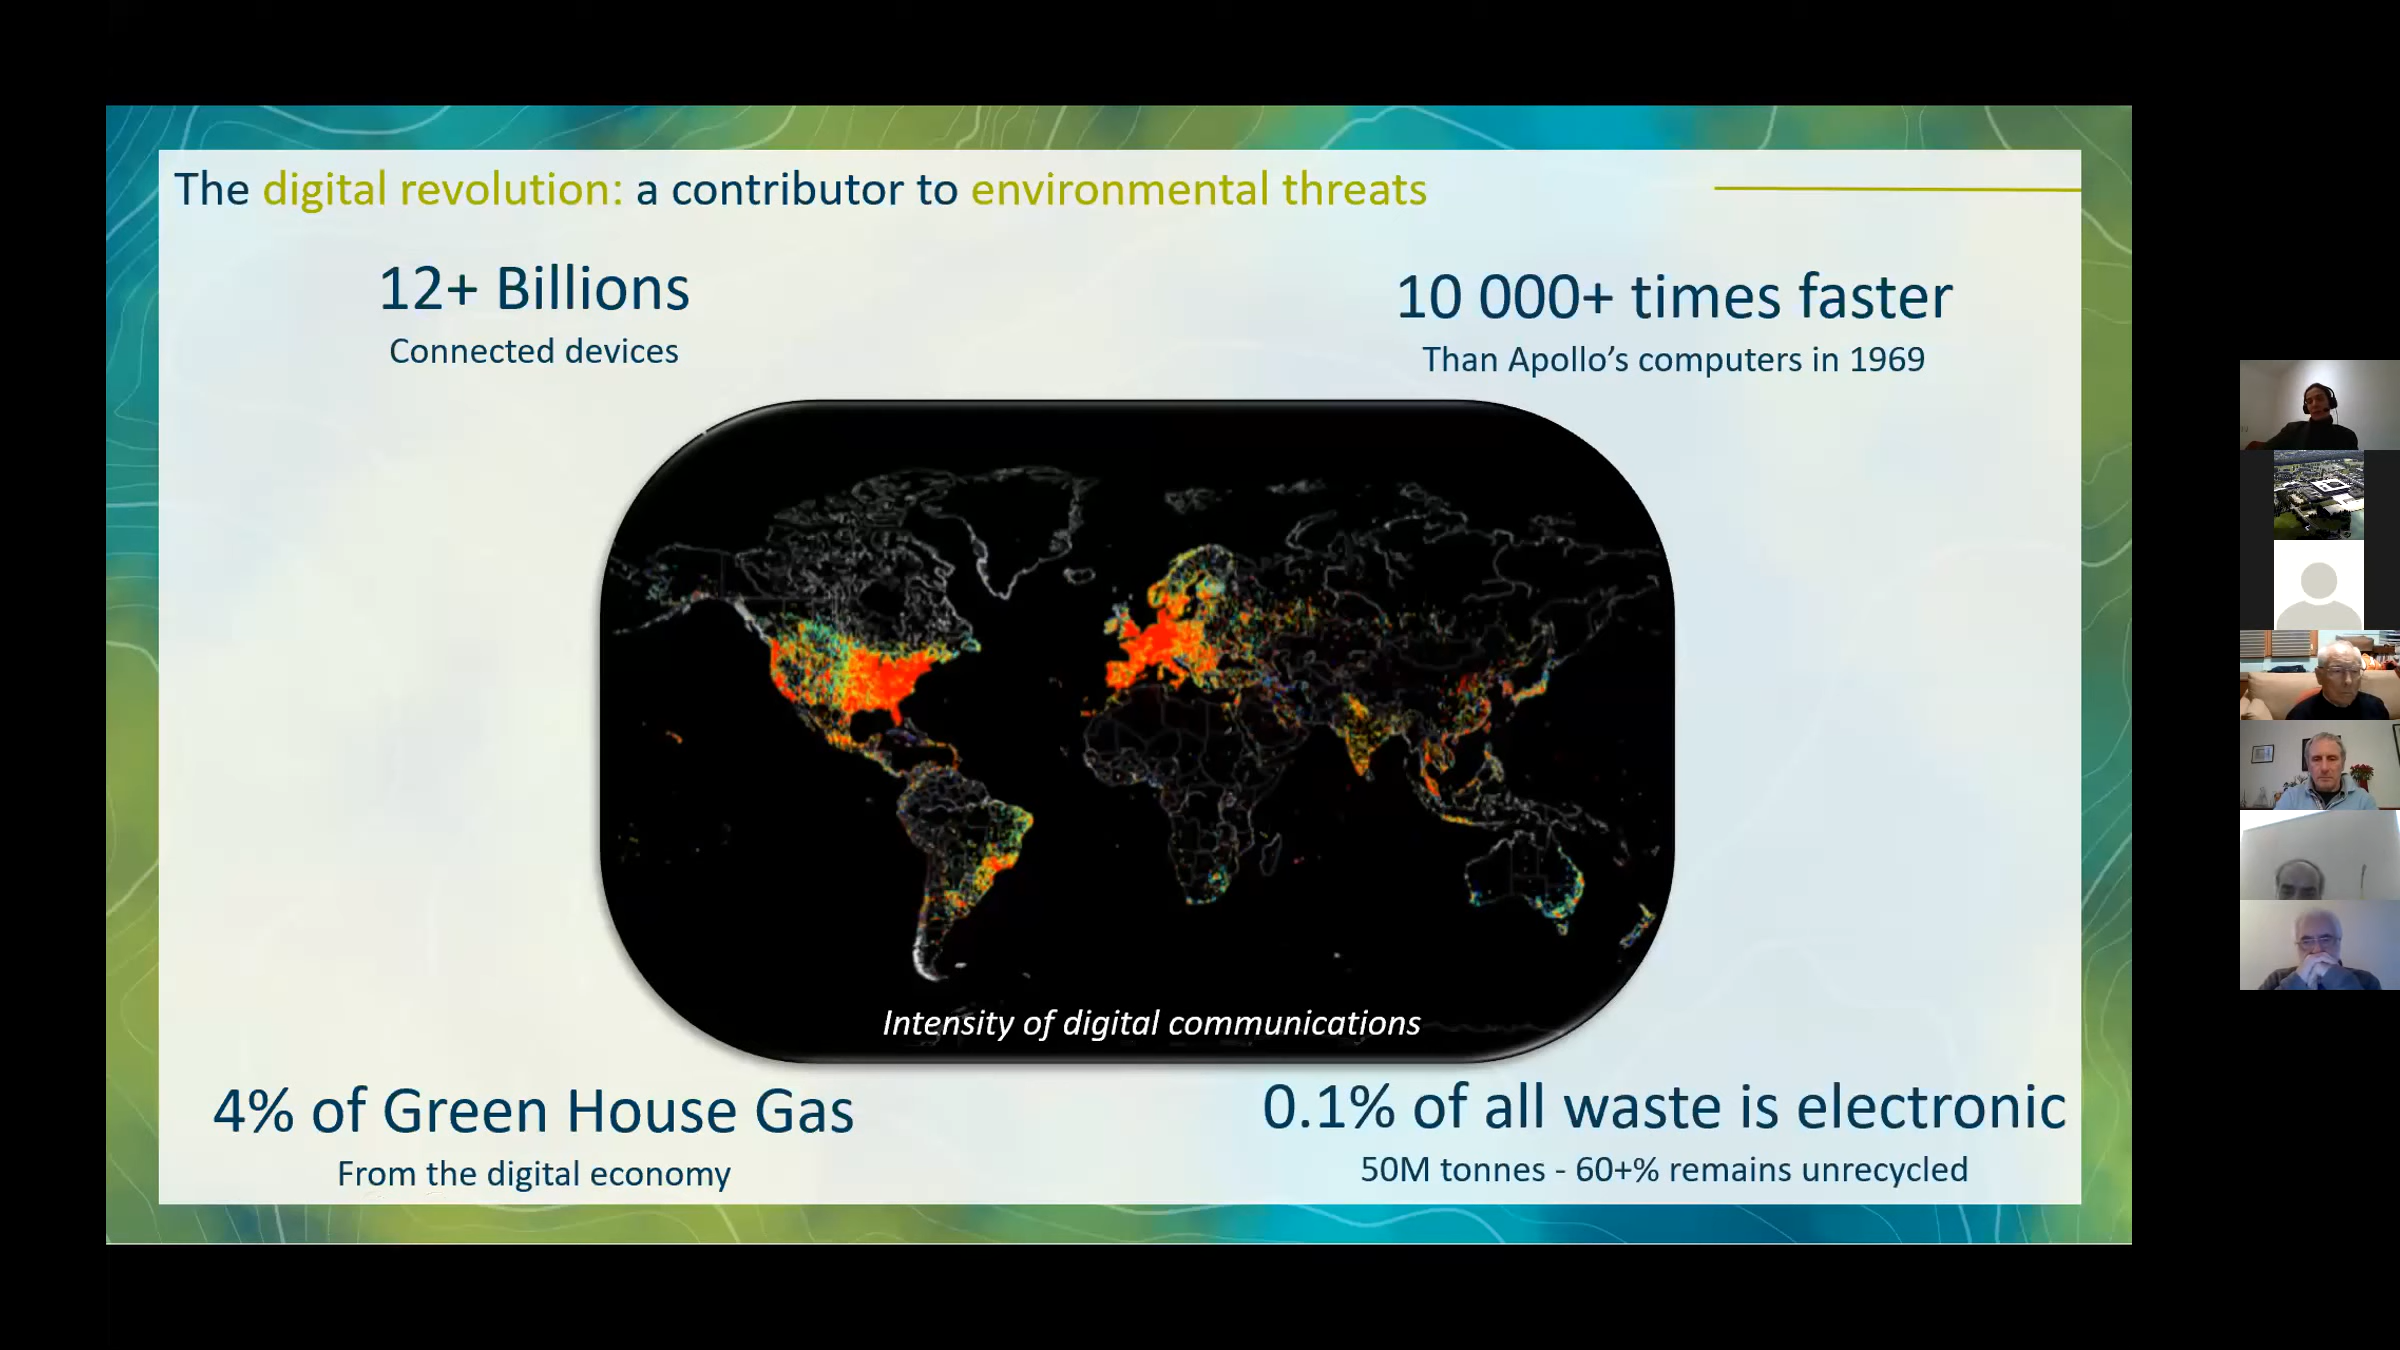 The digital revolution: a contributor to environmental threats
12+ Billions
Connected devices
10 000+ times faster
Than Apollo’s computers in 1969
Intensity of digital communications
4% of Green House Gas
From the digital economy
0.1% of all waste is electronic
50M tonnes - 60+% remains unrecycled